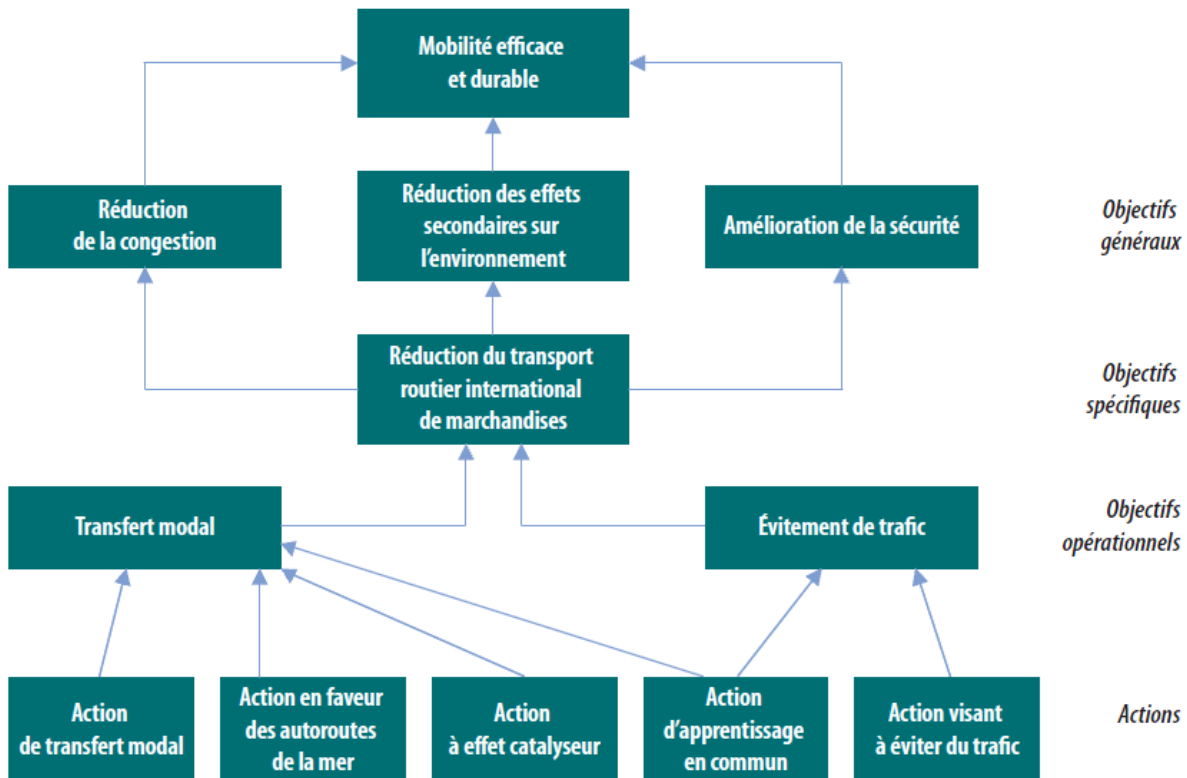 Mobilité efficace
et durable
Réduction
de la congestion
Réduction des effets
secondaires sur
l'environnement
Amélioration de la sécurité
Objectifs
généraux
Réduction du transport
routier international
de marchandises
Objectifs
spécifiques
Transfert modal
Évitement de trafic
Objectifs
opérationnels
Action
de transfert modal
Action en faveur
des autoroutes
de la mer
Action
à effet catalyseur
Action
d'apprentissage
en commun
Action visant
à éviter du trafic
Actions